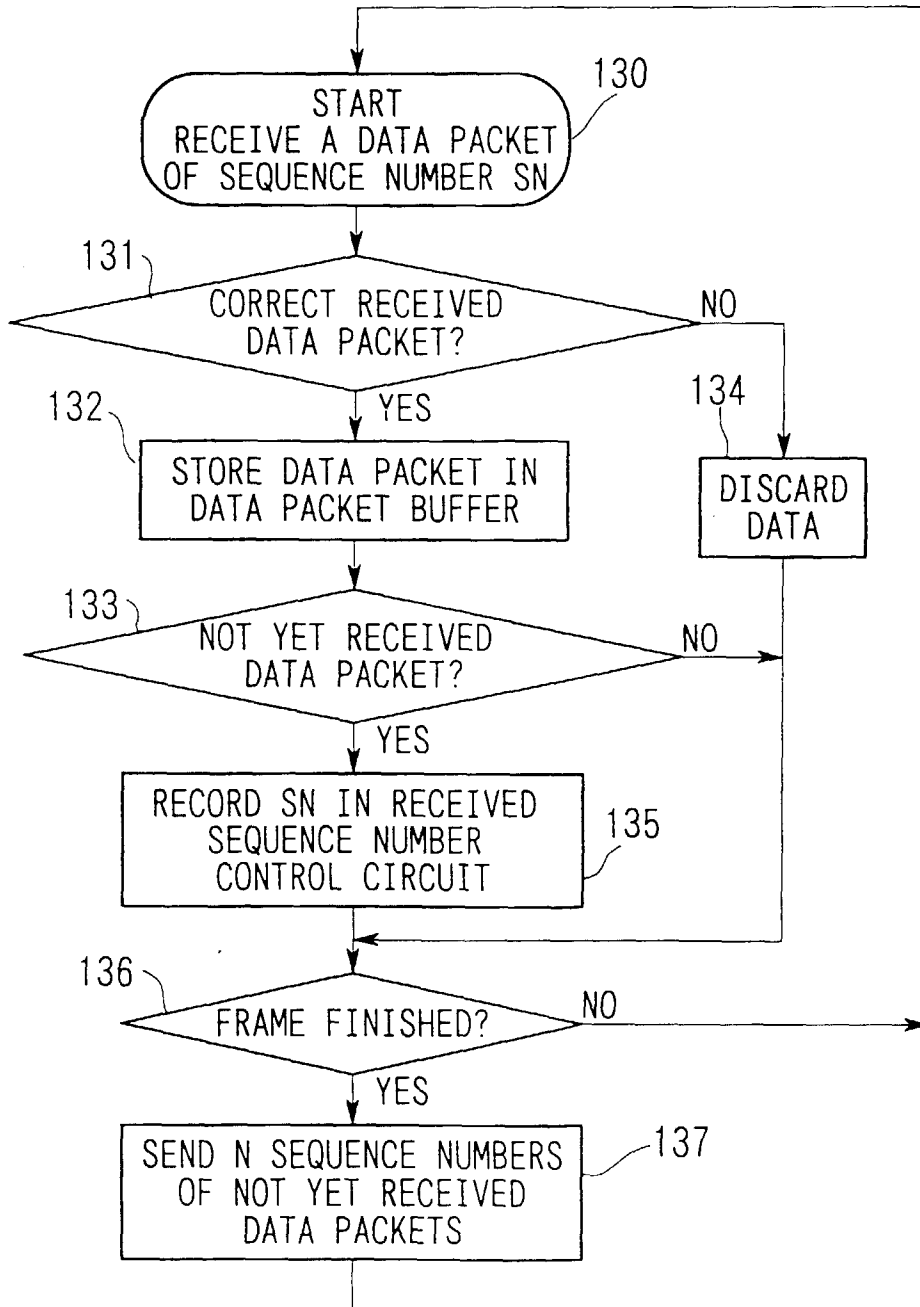 130
START
RECEIVE A DATA PACKET
OF SEQUENCE NUMBER SN
131
CORRECT RECEIVED
DATA PACKET?
NO
YES
132
STORE DATA PACKET IN
DATA PACKET BUFFER
134
DISCARD
DATA
133
NOT YET RECEIVED
DATA PACKET?
NO
YES
RECORD SN IN RECEIVED
SEQUENCE NUMBER
CONTROL CIRCUIT
135
136
FRAME FINISHED?
NO
YES
SEND N SEQUENCE NUMBERS
OF NOT YET RECEIVED
DATA PACKETS
137